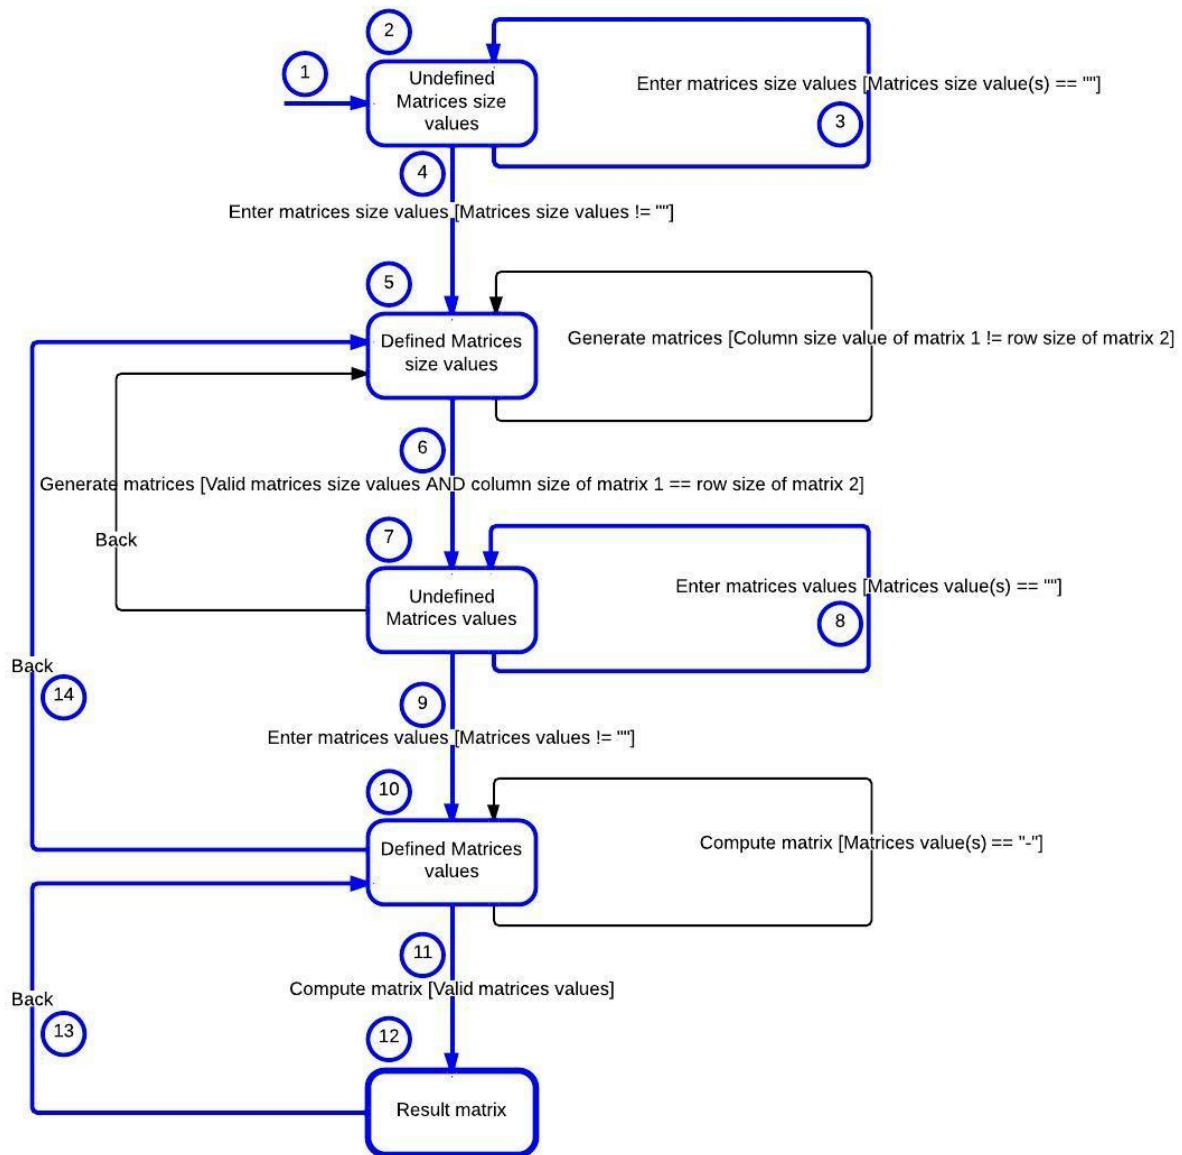 2
1
Undefined
Matrices size
values
Enter matrices size values [Matrices size value(s) == ""]
3
4
Enter matrices size values [Matrices size values != ""]
5
Defined Matrices
size values
Generate matrices [Column size value of matrix 1 != row size of matrix 2]
6
Generate matrices [Valid matrices size values AND column size of matrix 1 == row size of matrix 2]
Back
7
Undefined
Matrices values
Enter matrices values [Matrices value(s) == ""]
8
Back
14
9
Enter matrices values [Matrices values != ""]
10
Defined Matrices
values
Compute matrix [Matrices value(s) == "-"]
11
Compute matrix [Valid matrices values]
Back
13
12
Result matrix